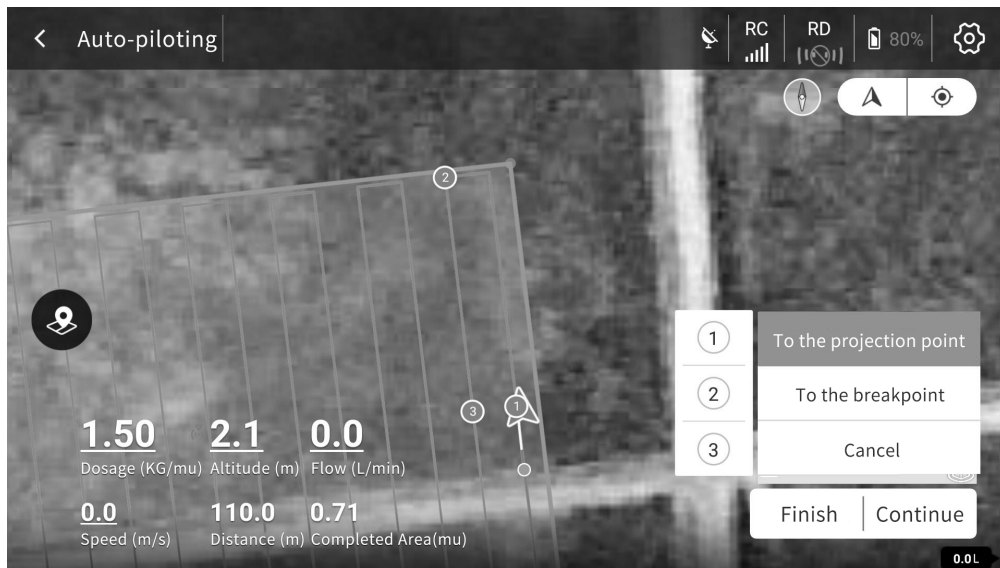 Auto-piloting
RC
RD
80%
2
1
To the projection point
2
To the breakpoint
3
Cancel
3
1
1.50
2.1
0.0
Dosage (KG/mu)
Altitude (m)
Flow (L/min)
0.0
110.0
0.71
Speed (m/s)
Distance (m)
Completed Area(mu)
Finish
Continue
0.0L